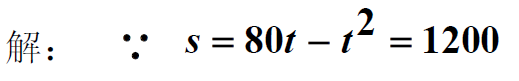 解： ∵ s = 80t − t² = 1200